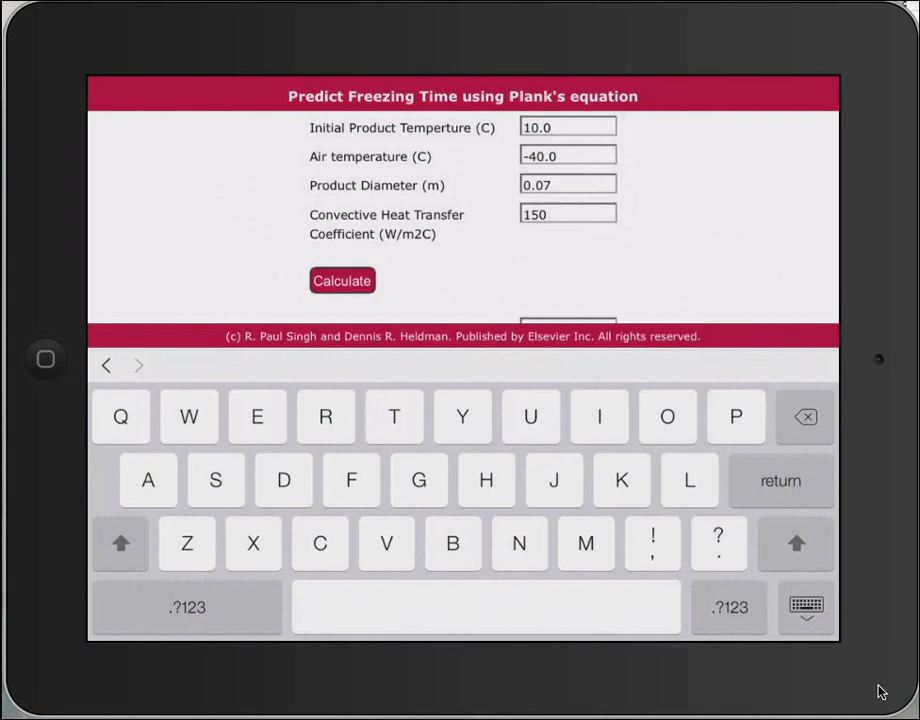 Predict Freezing Time using Plank's equation
Initial Product Temperture (C) 10.0
Air temperature (C) -40.0
Product Diameter (m) 0.07
Convective Heat Transfer 150
Coefficient (W/m2C)
Calculate
(c) R. Paul Singh and Dennis R. Heldman. Published by Elsevier Inc. All rights reserved.
Q W E R T Y U I O P
A S D F G H J K L return
Z X C V B N M ! , ? .
.?123 .?123